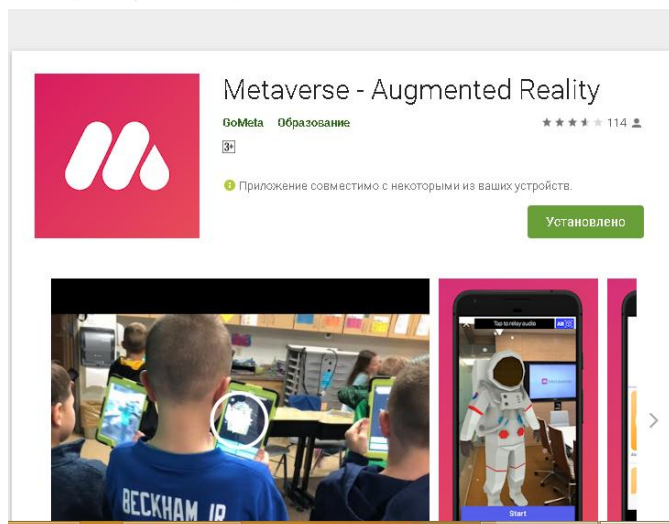 Metaverse - Augmented Reality
GoMeta Образование
114
3+
Приложение совместимо с некоторыми из ваших устройств.
Установлено
Tap to relay audio
AR
Metaverse
BECKHAM JR
Start